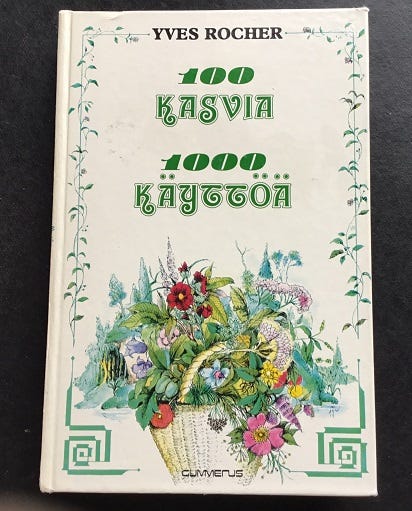 YVES ROCHER
100
KASVIA
1000
KÄYTTÖÄ
GUMMERUS